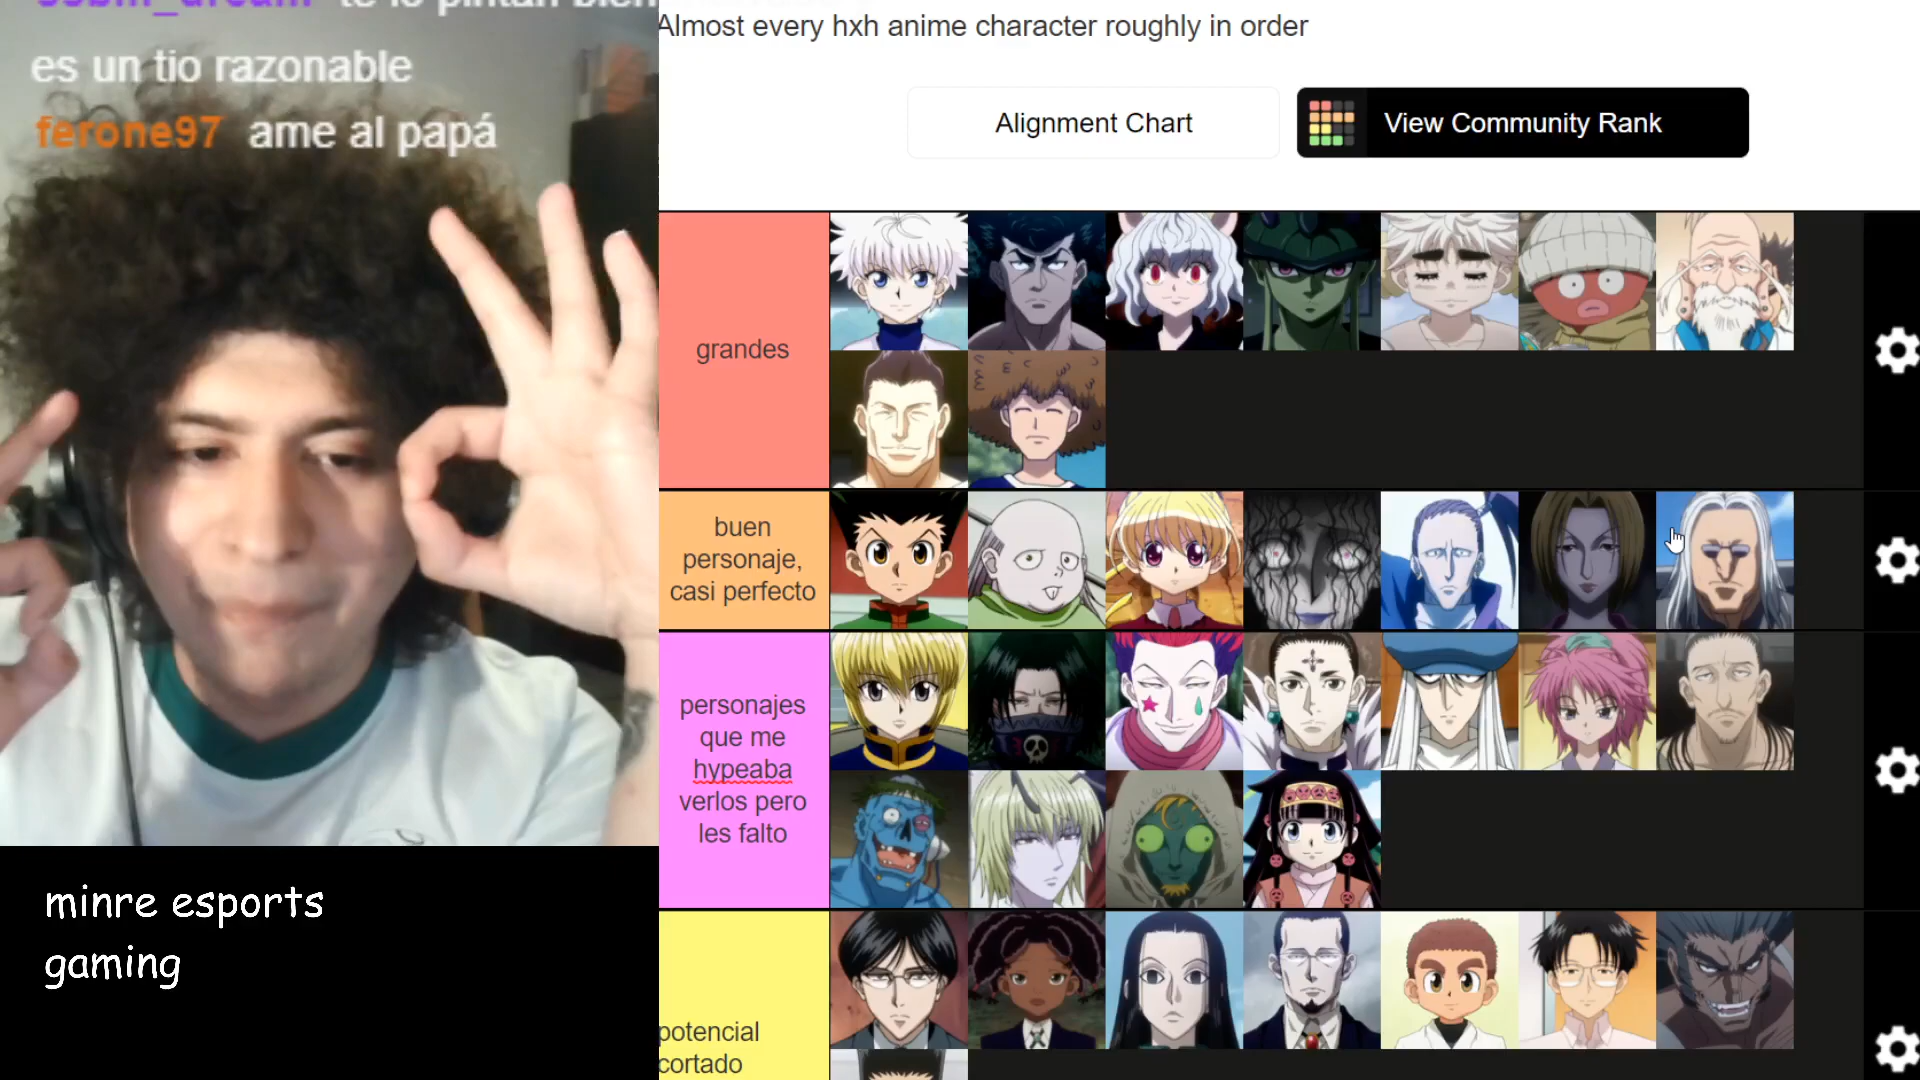 es un tio razonable
ferone97 ame al papá
Almost every hxh anime character roughly in order
Alignment Chart
View Community Rank
grandes
buen
personaje,
casi perfecto
personajes
que me
hypeaba
verlos pero
les falto
potencial
cortado
minre esports
gaming